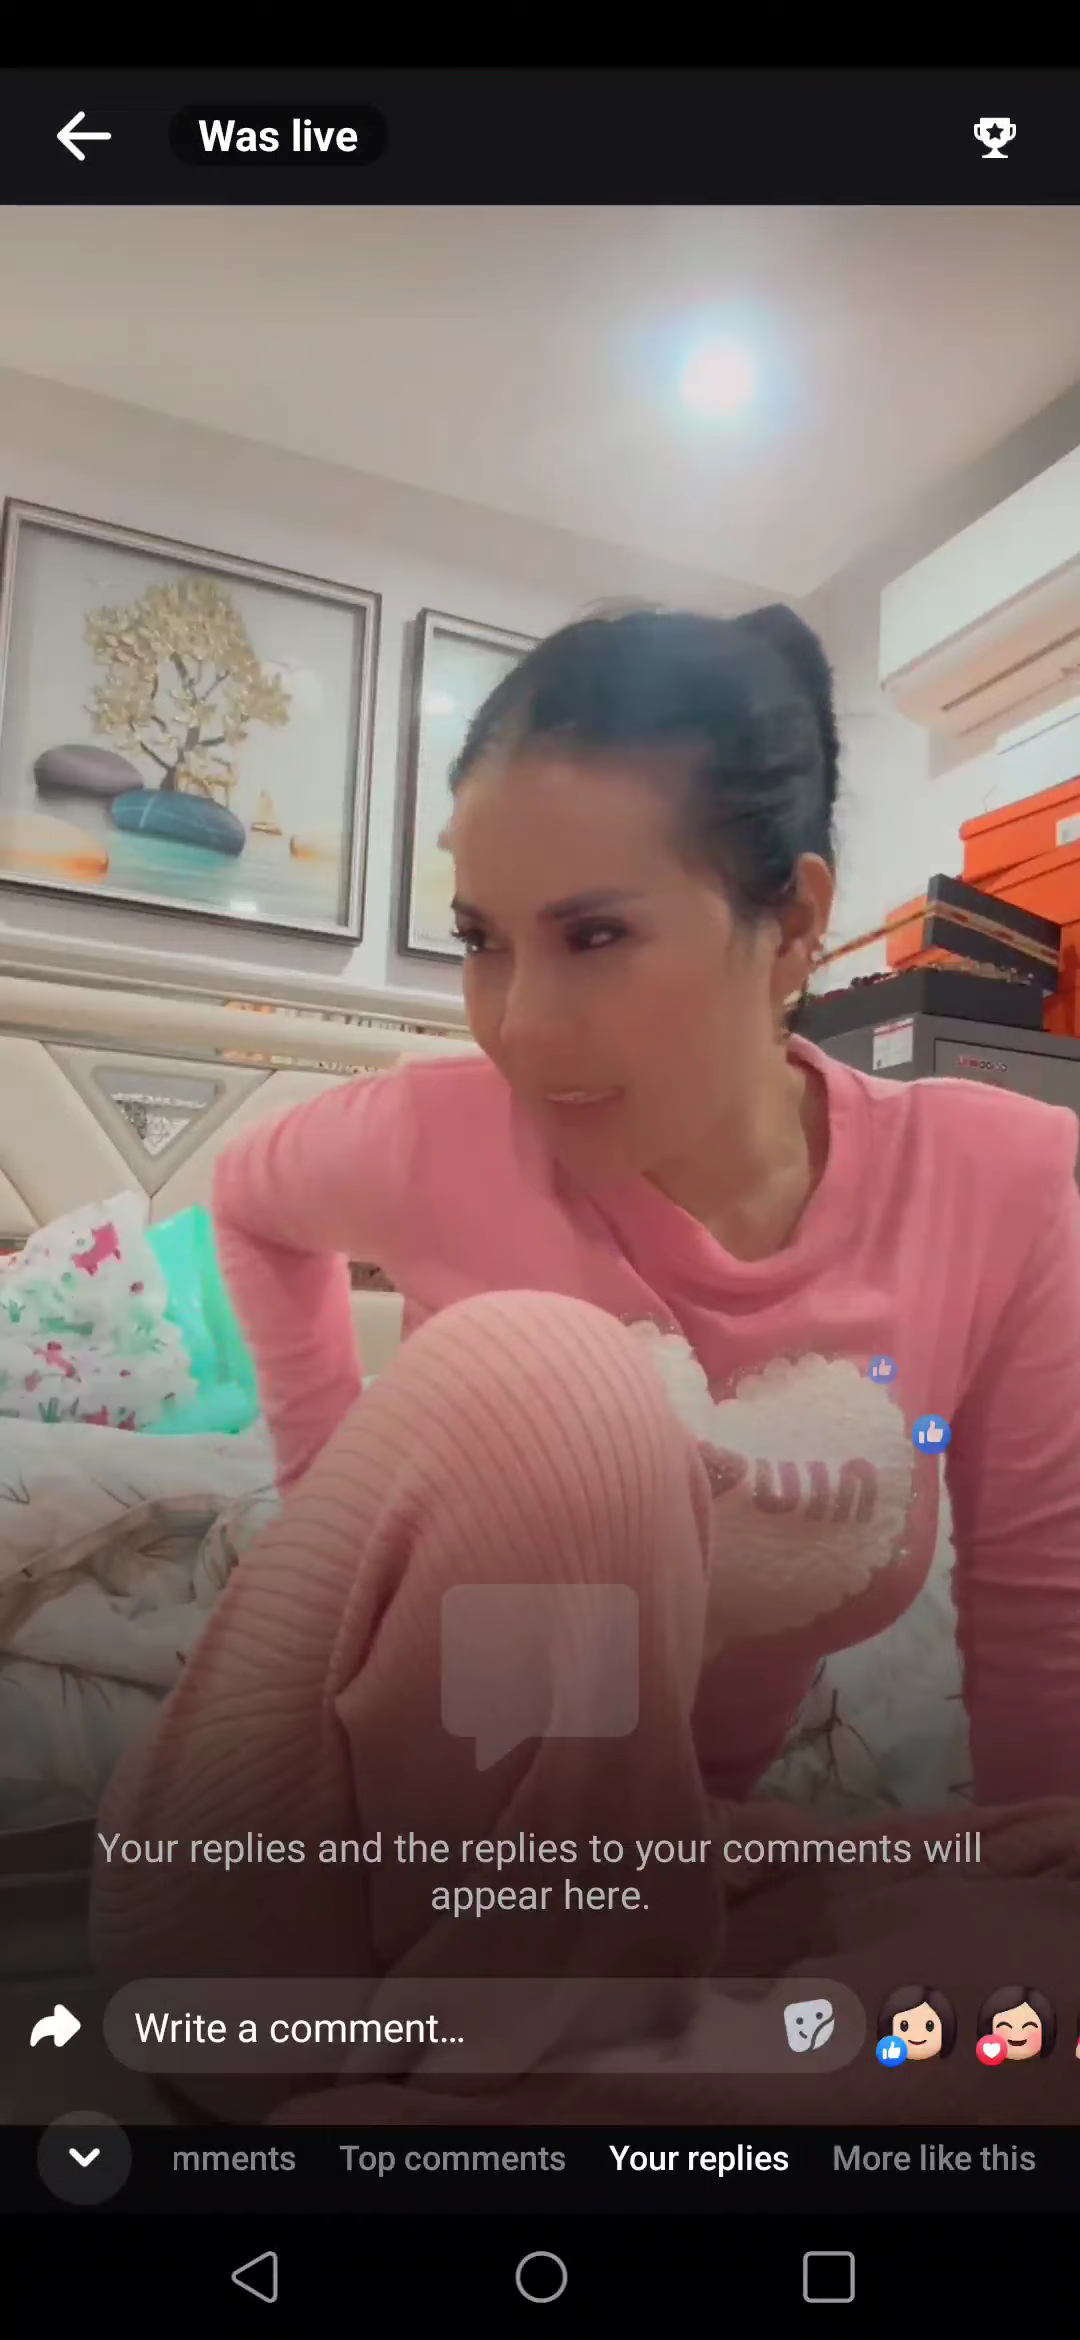 Was live
Your replies and the replies to your comments will
appear here.
Write a comment...
mments
Top comments
Your replies
More like this